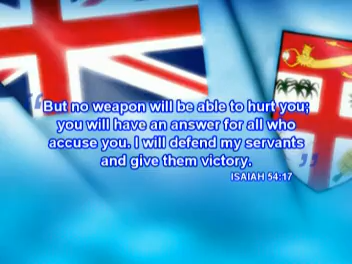 “But no weapon will be able to hurt you;
you will have an answer for all who
accuse you. I will defend my servants
and give them victory.”
ISAIAH 54:17